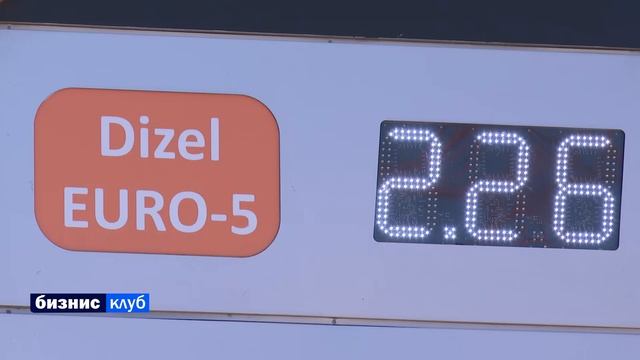 Dizel
EURO-5
2.26
бизнис клуб